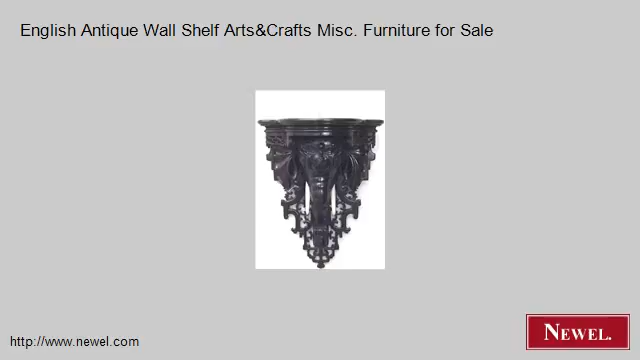 English Antique Wall Shelf Arts&Crafts Misc. Furniture for Sale
http://www.newel.com
NEWEL.